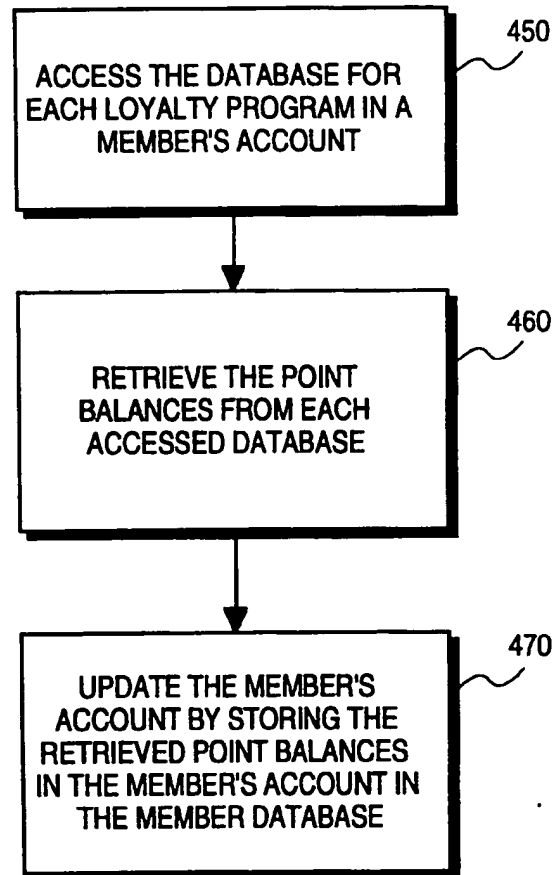 450
ACCESS THE DATABASE FOR
EACH LOYALTY PROGRAM IN A
MEMBER'S ACCOUNT
460
RETRIEVE THE POINT
BALANCES FROM EACH
ACCESSED DATABASE
470
UPDATE THE MEMBER'S
ACCOUNT BY STORING THE
RETRIEVED POINT BALANCES
IN THE MEMBER'S ACCOUNT IN
THE MEMBER DATABASE